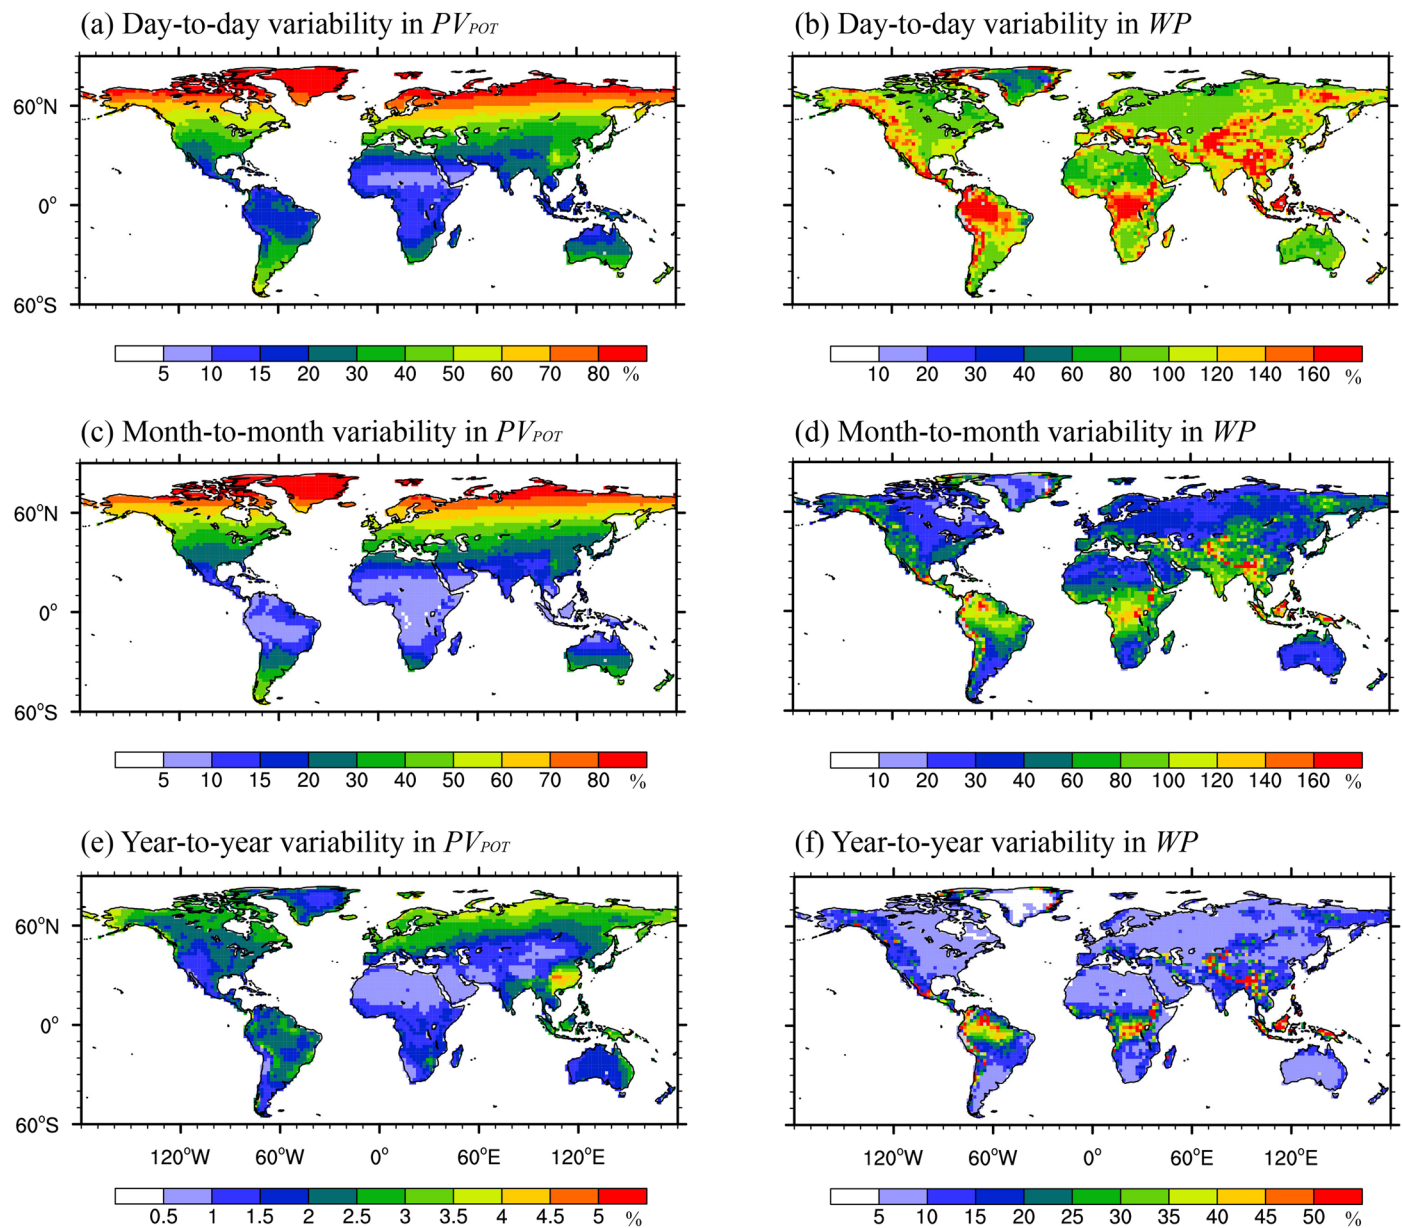 (a) Day-to-day variability in PV_POT
(b) Day-to-day variability in WP
60°N
0°
60°S
5 10 15 20 30 40 50 60 70 80 %
10 20 30 40 60 80 100 120 140 160 %
(c) Month-to-month variability in PV_POT
(d) Month-to-month variability in WP
60°N
0°
60°S
5 10 15 20 30 40 50 60 70 80 %
10 20 30 40 60 80 100 120 140 160 %
(e) Year-to-year variability in PV_POT
(f) Year-to-year variability in WP
60°N
0°
60°S
120°W 60°W 0° 60°E 120°E
120°W 60°W 0° 60°E 120°E
0.5 1 1.5 2 2.5 3 3.5 4 4.5 5 %
5 10 15 20 25 30 35 40 45 50 %